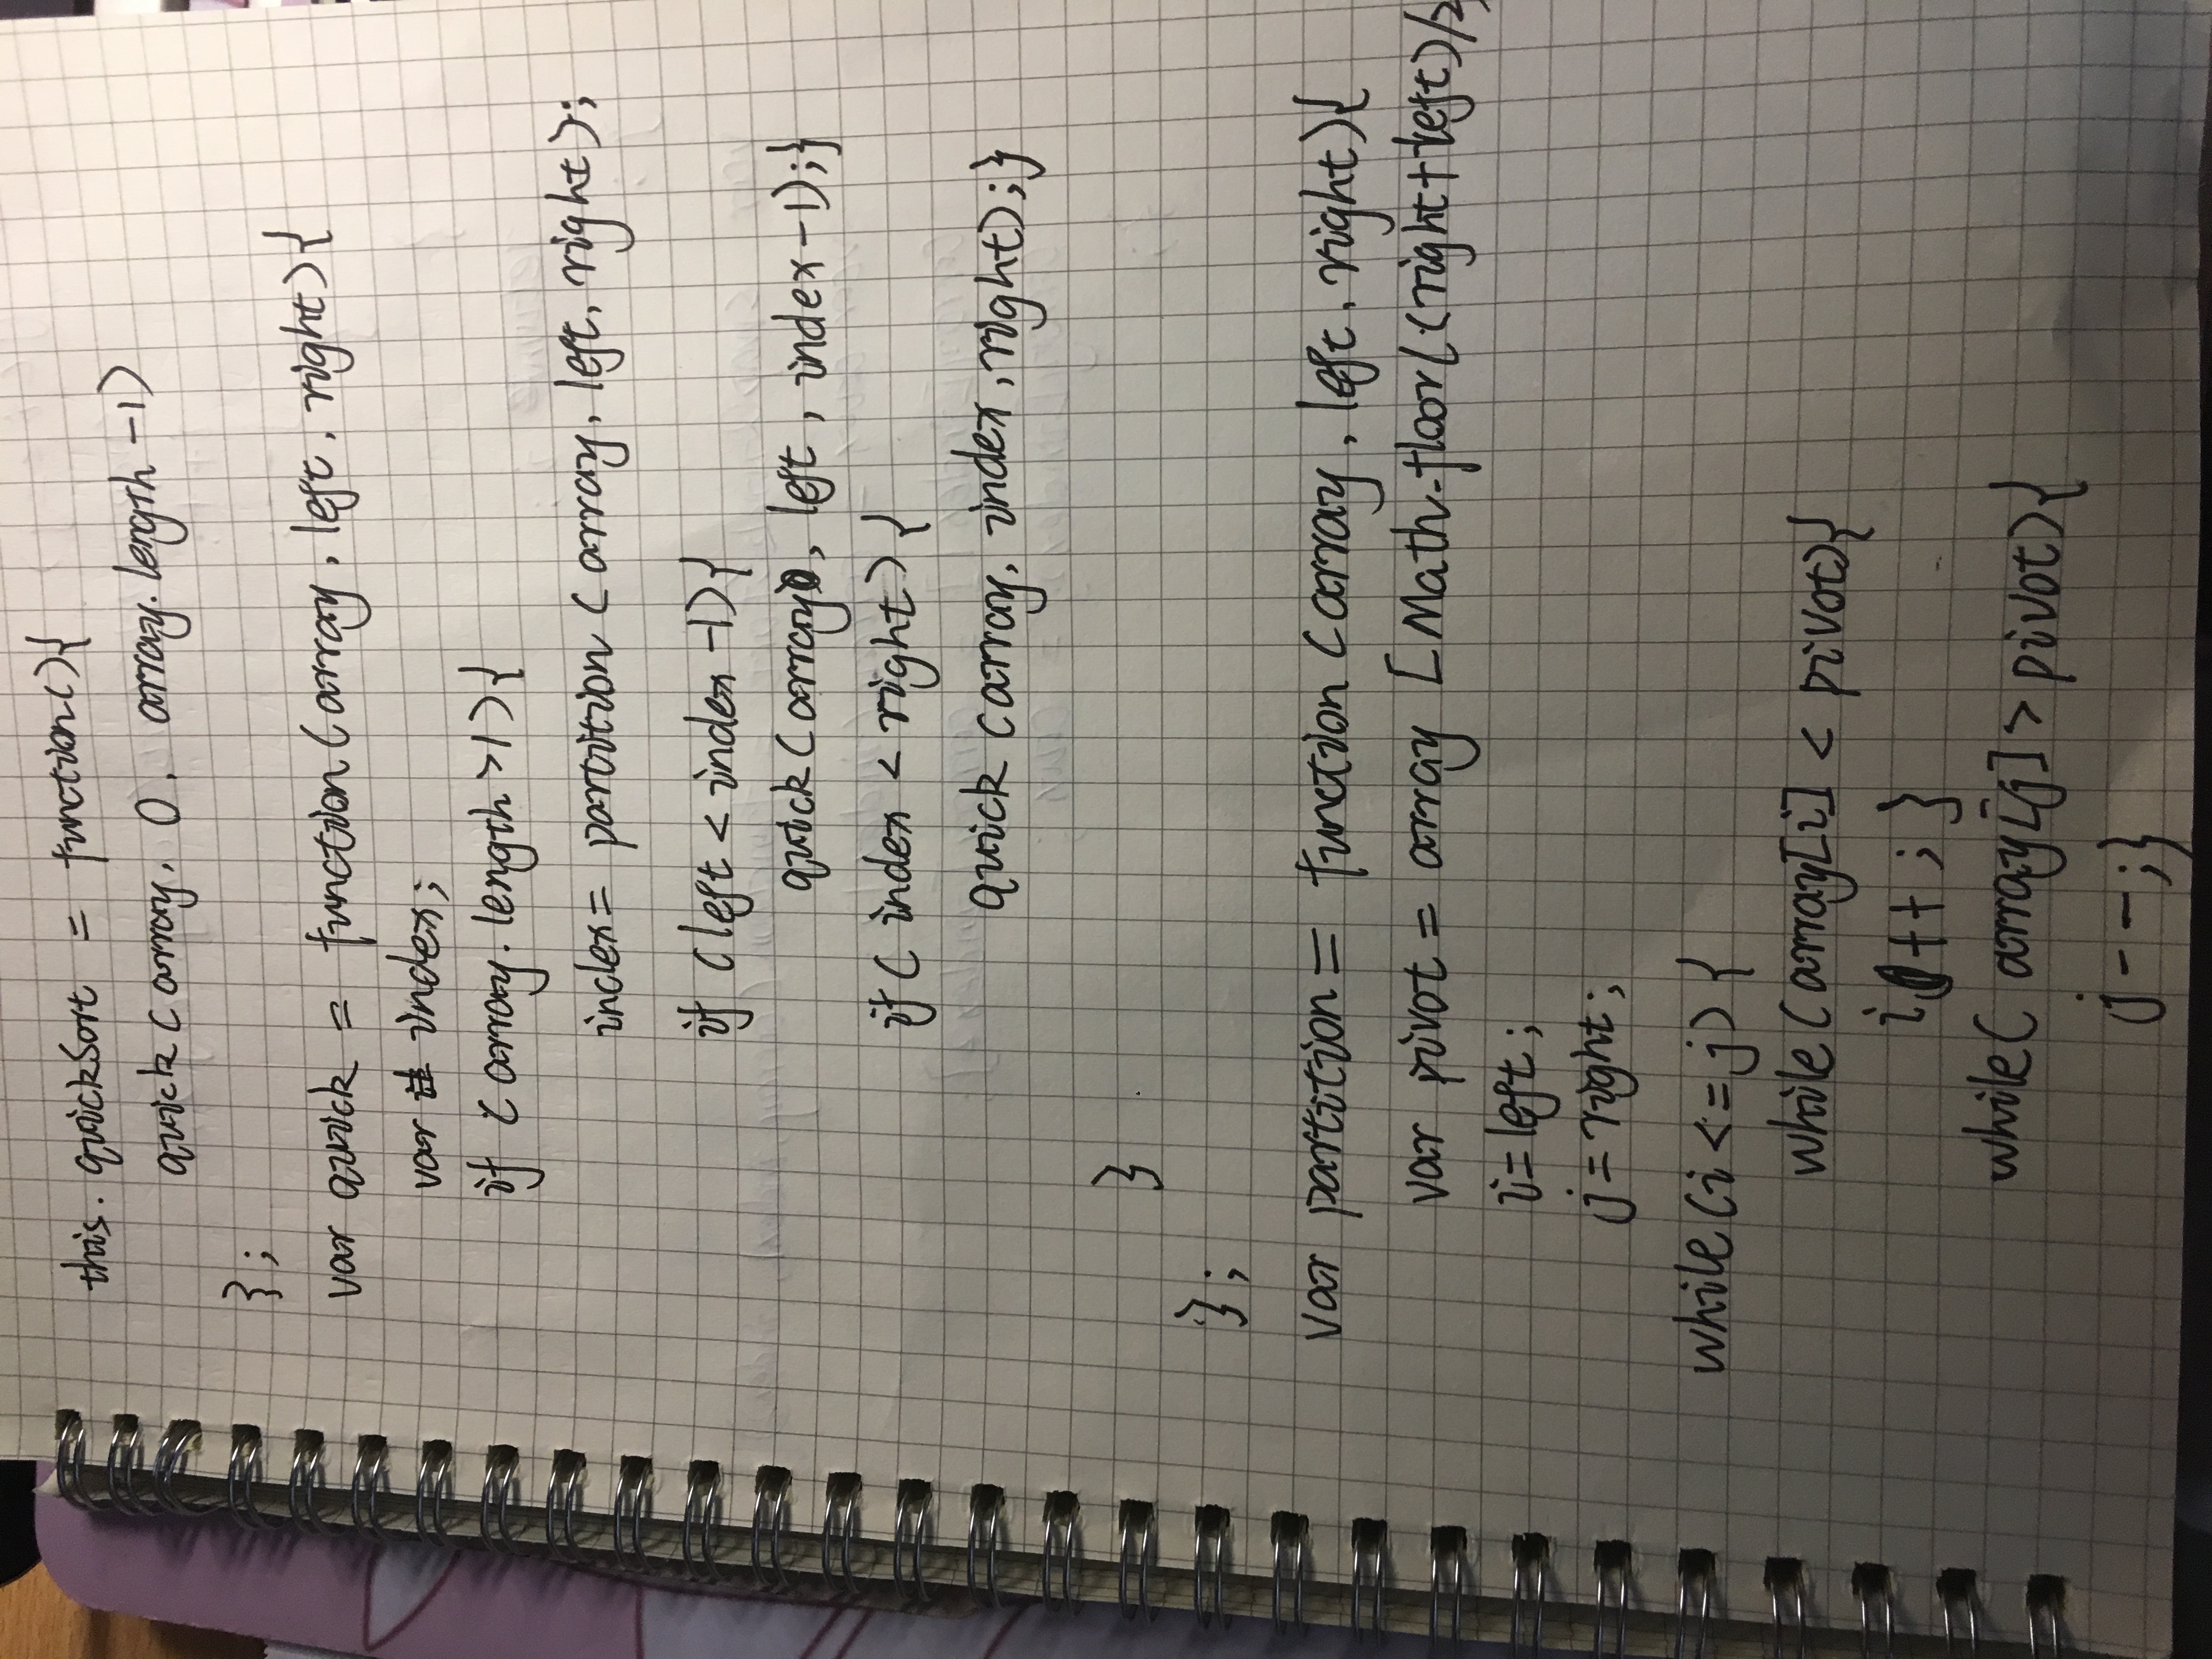 this. quickSort = function(){
quick(array, 0, array.length -1)
};
var quick = function(array, left, right){
var index;
if (array.length >1){
index= partition (array, left, right);
if (left < index -1){
quick(array, left, index-1);}
if( index < right) {
quick (array, index, right);}
}
};
var partition = function (array, left, right){
var pivot = array [Math.floor((right+left)/2
i=left;
j=right;
while(i<=j) {
while(array[i] < pivot){
i++;}
while( array[j] > pivot){
j--;}